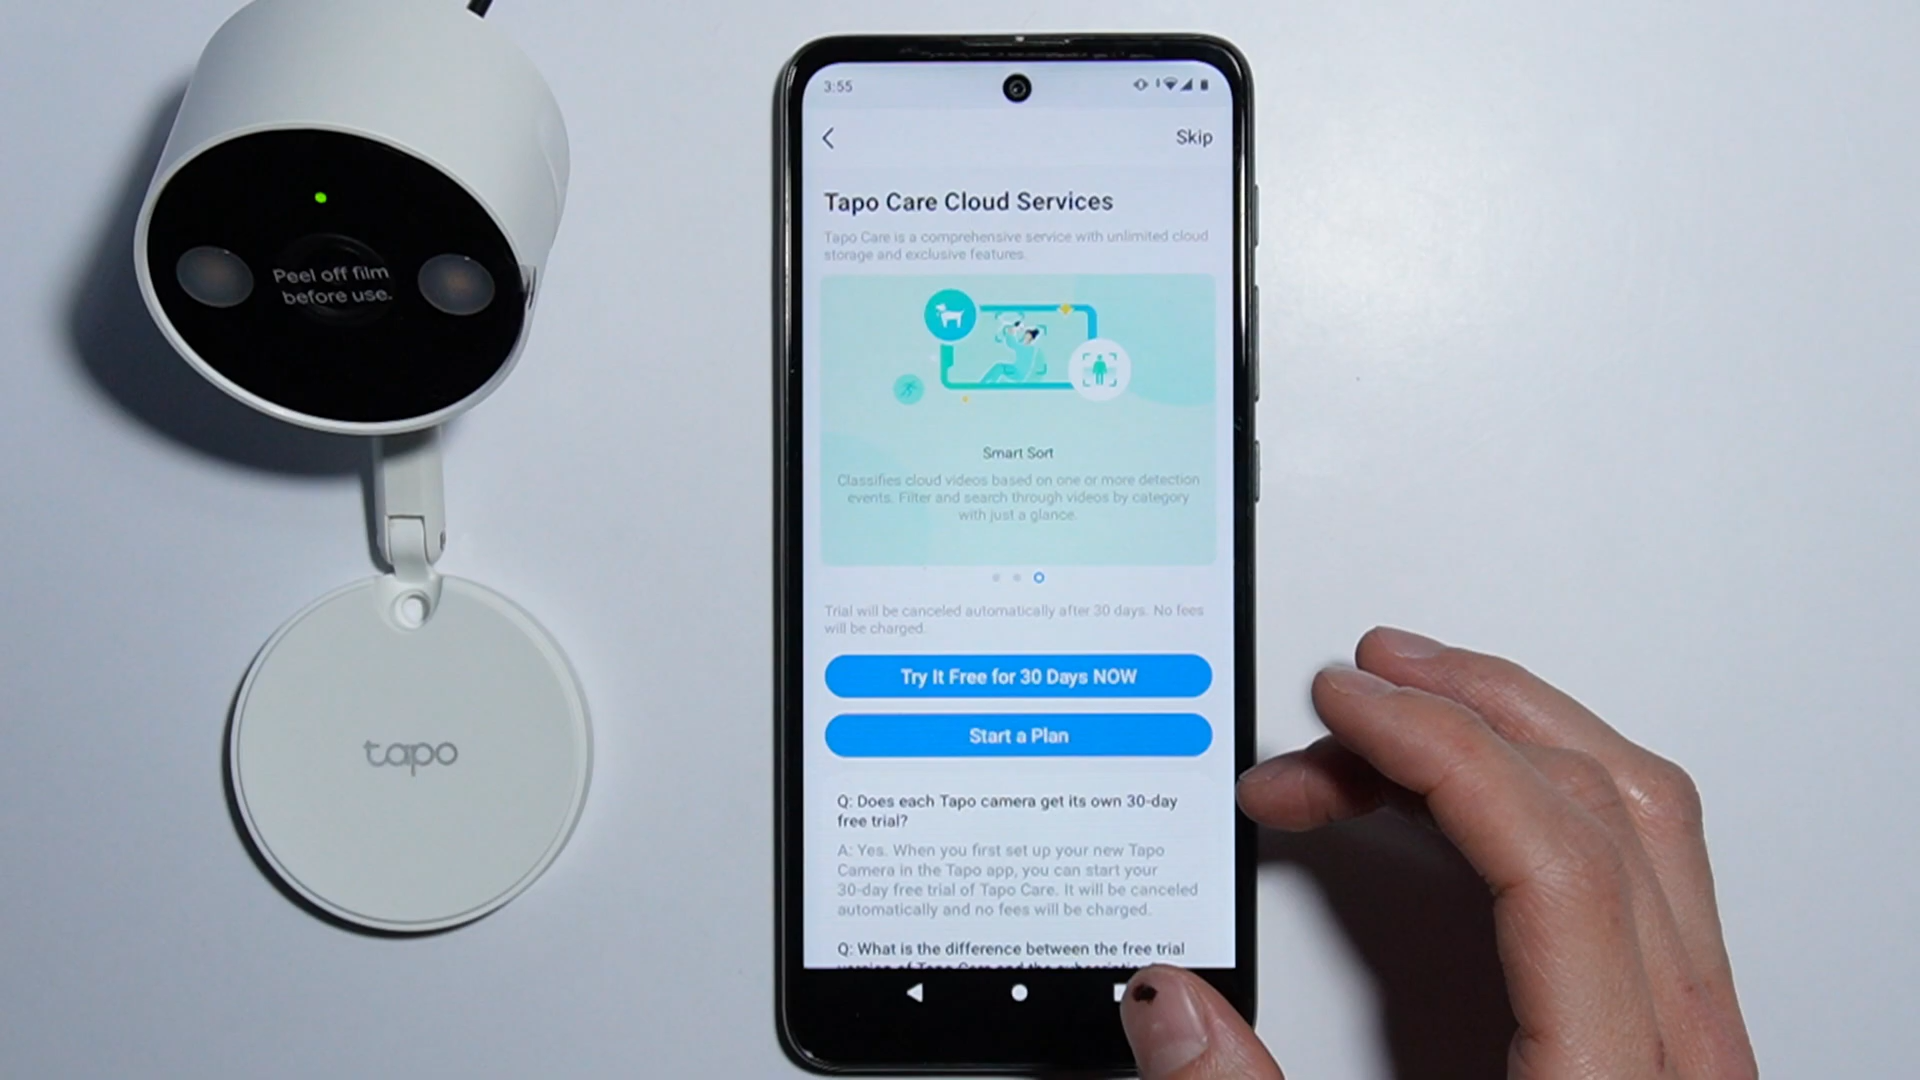 Peel off film
before use.
tapo
3:55
Skip
Tapo Care Cloud Services
Tapo Care is a comprehensive service with unlimited cloud
storage and exclusive features.
Smart Sort
Classifies cloud videos based on one or more detection
events. Filter and search through videos by category
with just a glance.
Trial will be canceled automatically after 30 days. No fees
will be charged.
Try It Free for 30 Days NOW
Start a Plan
Q: Does each Tapo camera get its own 30-day
free trial?
A: Yes. When you first set up your new Tapo
Camera in the Tapo app, you can start your
30-day free trial of Tapo Care. It will be canceled
automatically and no fees will be charged.
Q: What is the difference between the free trial
version of Tapo Care and the